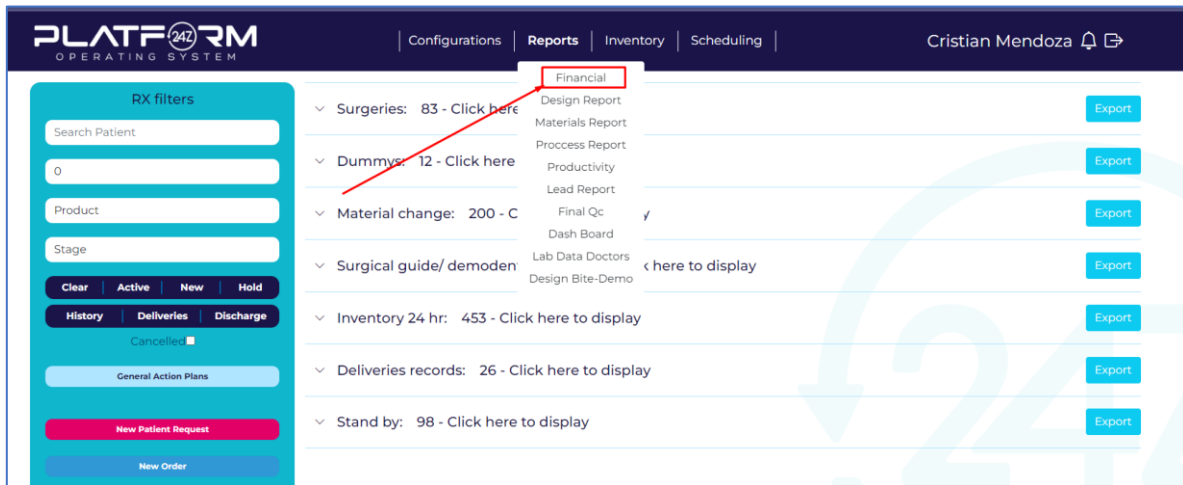 PLATFORM 24Z
OPERATING SYSTEM
Configurations
Reports
Inventory
Scheduling
Cristian Mendoza
Financial
Design Report
Materials Report
Proccess Report
Productivity
Lead Report
Final Qc
Dash Board
Lab Data Doctors
Design Bite-Demo
RX filters
Search Patient
0
Product
Stage
Clear
Active
New
Hold
History
Deliveries
Discharge
Cancelled
General Action Plans
New Patient Request
New Order
Surgeries: 83 - Click here
Export
Dummys: 12 - Click here
Export
Material change: 200 - C y
Export
Surgical guide/ demodent k here to display
Export
Inventory 24 hr: 453 - Click here to display
Export
Deliveries records: 26 - Click here to display
Export
Stand by: 98 - Click here to display
Export
24Z